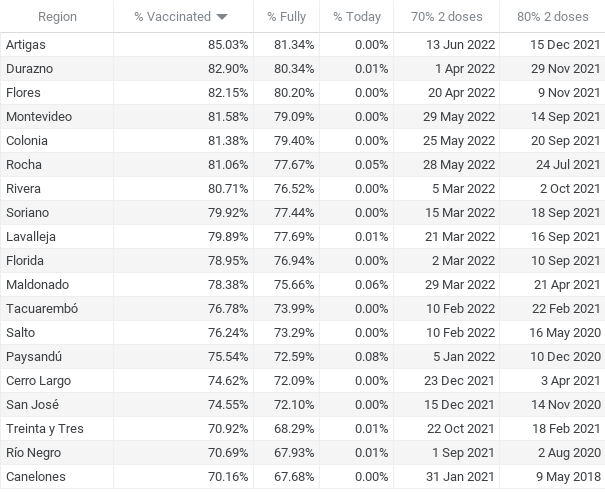 Region % Vaccinated % Fully % Today 70% 2 doses 80% 2 doses
Artigas 85.03% 81.34% 0.00% 13 Jun 2022 15 Dec 2021
Durazno 82.90% 80.34% 0.01% 1 Apr 2022 29 Nov 2021
Flores 82.15% 80.20% 0.00% 20 Apr 2022 9 Nov 2021
Montevideo 81.58% 79.09% 0.00% 29 May 2022 14 Sep 2021
Colonia 81.38% 79.40% 0.00% 25 May 2022 20 Sep 2021
Rocha 81.06% 77.67% 0.05% 28 May 2022 24 Jul 2021
Rivera 80.71% 76.52% 0.00% 5 Mar 2022 2 Oct 2021
Soriano 79.92% 77.44% 0.00% 15 Mar 2022 18 Sep 2021
Lavalleja 79.89% 77.69% 0.01% 21 Mar 2022 16 Sep 2021
Florida 78.95% 76.94% 0.00% 2 Mar 2022 10 Sep 2021
Maldonado 78.38% 75.66% 0.06% 29 Mar 2022 21 Apr 2021
Tacuarembó 76.78% 73.99% 0.00% 10 Feb 2022 22 Feb 2021
Salto 76.24% 73.29% 0.00% 10 Feb 2022 16 May 2020
Paysandú 75.54% 72.59% 0.08% 5 Jan 2022 10 Dec 2020
Cerro Largo 74.62% 72.09% 0.00% 23 Dec 2021 3 Apr 2021
San José 74.55% 72.10% 0.00% 15 Dec 2021 14 Nov 2020
Treinta y Tres 70.92% 68.29% 0.01% 22 Oct 2021 18 Feb 2021
Río Negro 70.69% 67.93% 0.01% 1 Sep 2021 2 Aug 2020
Canelones 70.16% 67.68% 0.00% 31 Jan 2021 9 May 2018